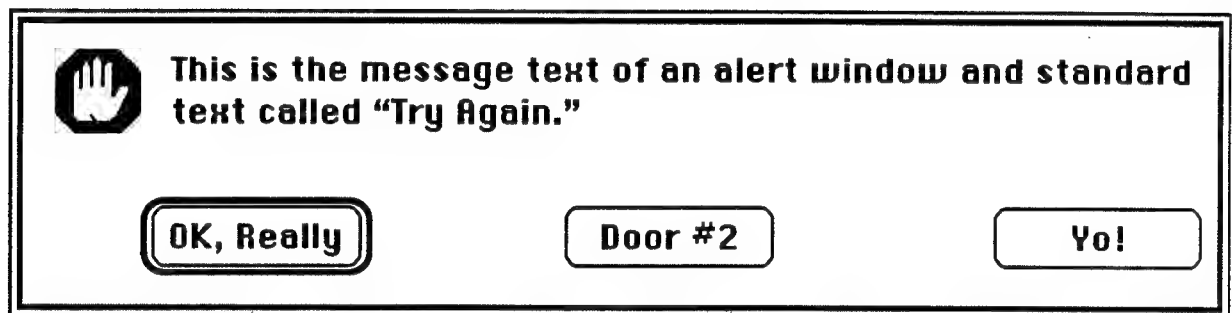 This is the message text of an alert window and standard
text called “Try Again.”
OK, Really
Door #2
Yo!